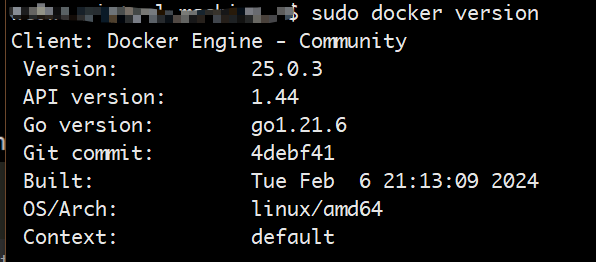 $ sudo docker version
Client: Docker Engine - Community
Version: 25.0.3
API version: 1.44
Go version: go1.21.6
Git commit: 4debf41
Built: Tue Feb 6 21:13:09 2024
OS/Arch: linux/amd64
Context: default